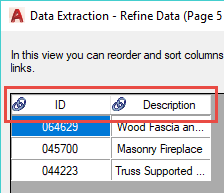 Data Extraction - Refine Data (Page 5
In this view you can reorder and sort columns
links.
ID Description
064629 Wood Fascia an...
045700 Masonry Fireplace
044223 Truss Supported ...